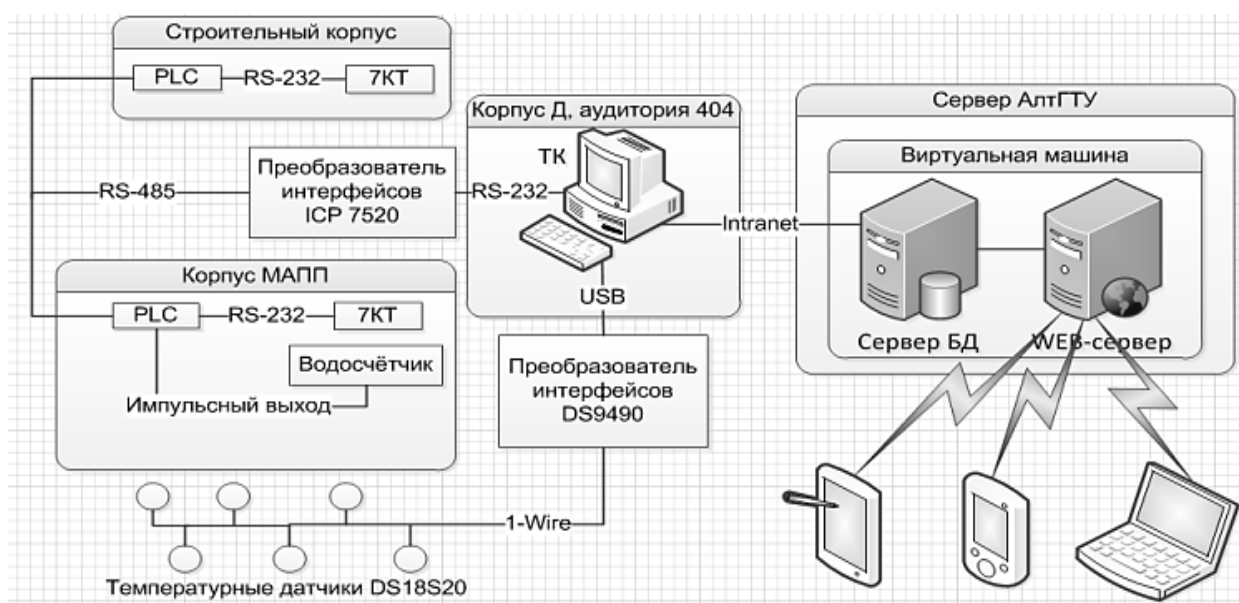 Строительный корпус
PLC
RS-232
7КТ
Корпус Д, аудитория 404
ТК
Сервер АлтГТУ
Виртуальная машина
Преобразователь
интерфейсов
ICP 7520
RS-485
RS-232
Intranet
Корпус МАПП
PLC
RS-232
7КТ
Водосчётчик
Импульсный выход
USB
Преобразователь
интерфейсов
DS9490
Сервер БД
WEB-сервер
1-Wire
Температурные датчики DS18S20